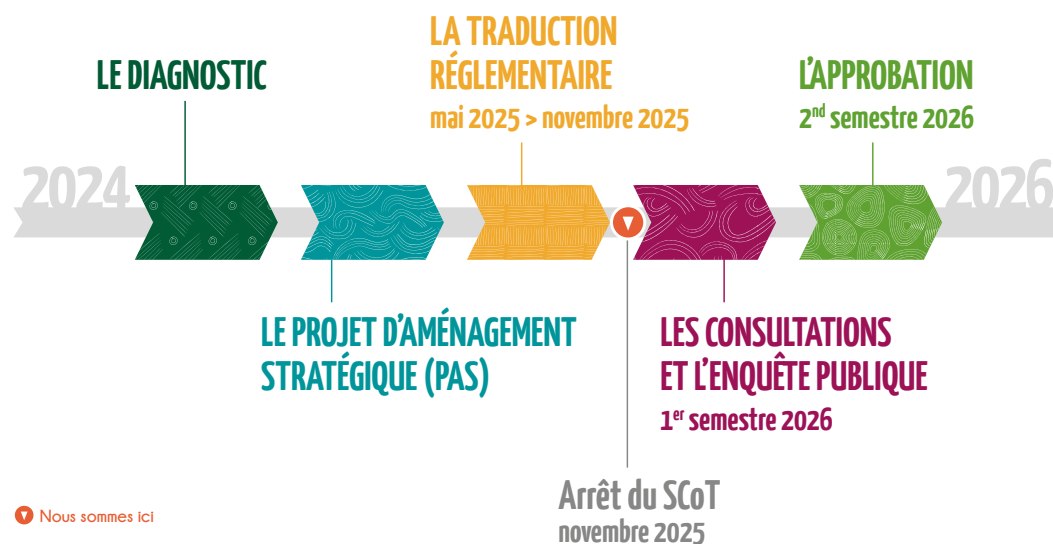 LE DIAGNOSTIC
LA TRADUCTION
RÉGLEMENTAIRE
mai 2025 > novembre 2025
L'APPROBATION
2nd semestre 2026
2024
2026
LE PROJET D'AMÉNAGEMENT
STRATÉGIQUE (PAS)
LES CONSULTATIONS
ET L'ENQUÊTE PUBLIQUE
1er semestre 2026
Arrêt du SCoT
novembre 2025
Nous sommes ici